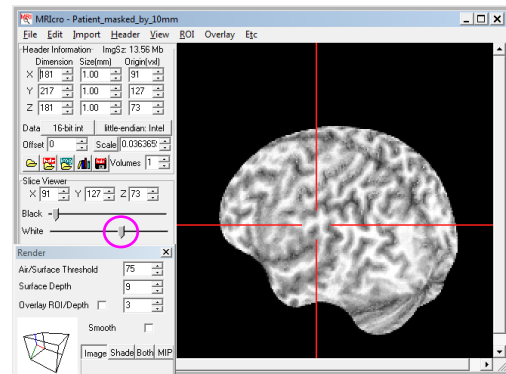 MRIcro - Patient_masked_by_10mm
File Edit Import Header View ROI Overlay Etc
Header Information ImgSz: 13.56 Mb
Dimension Size(mm) Origin(vxl)
X 181 1.00 91
Y 217 1.00 127
Z 181 1.00 73
Data 16-bit int little-endian: Intel
Offset 0 Scale 0.036365
Volumes 1
Slice Viewer
X 91 Y 127 Z 73
Black
White
Render
Air/Surface Threshold 75
Surface Depth 9
Overlay ROI/Depth 3
Smooth
Image Shade Both MIP